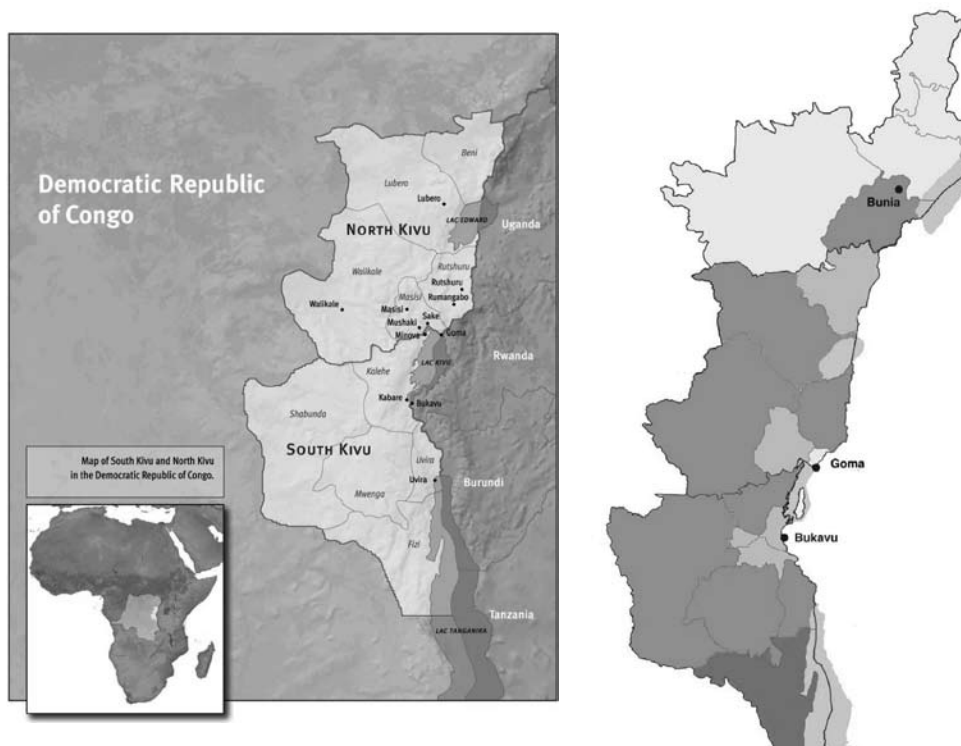 Democratic Republic
of Congo
Beni
Lubero
Lubero
LAC EDWARD
Uganda
NORTH KIVU
Walikale
Rutshuru
Rutshuru
Rumangabo
Masisi
Masisi
Walikale
Sake
Mushaki
Goma
Minova
LAC KIVU
Rwanda
Kalehe
Kabare
Bukavu
Shabunda
SOUTH KIVU
Uvira
Uvira
Burundi
Mwenga
Fizi
Tanzania
LAC TANGANIKA
Map of South Kivu and North Kivu
in the Democratic Republic of Congo.
Bunia
Goma
Bukavu